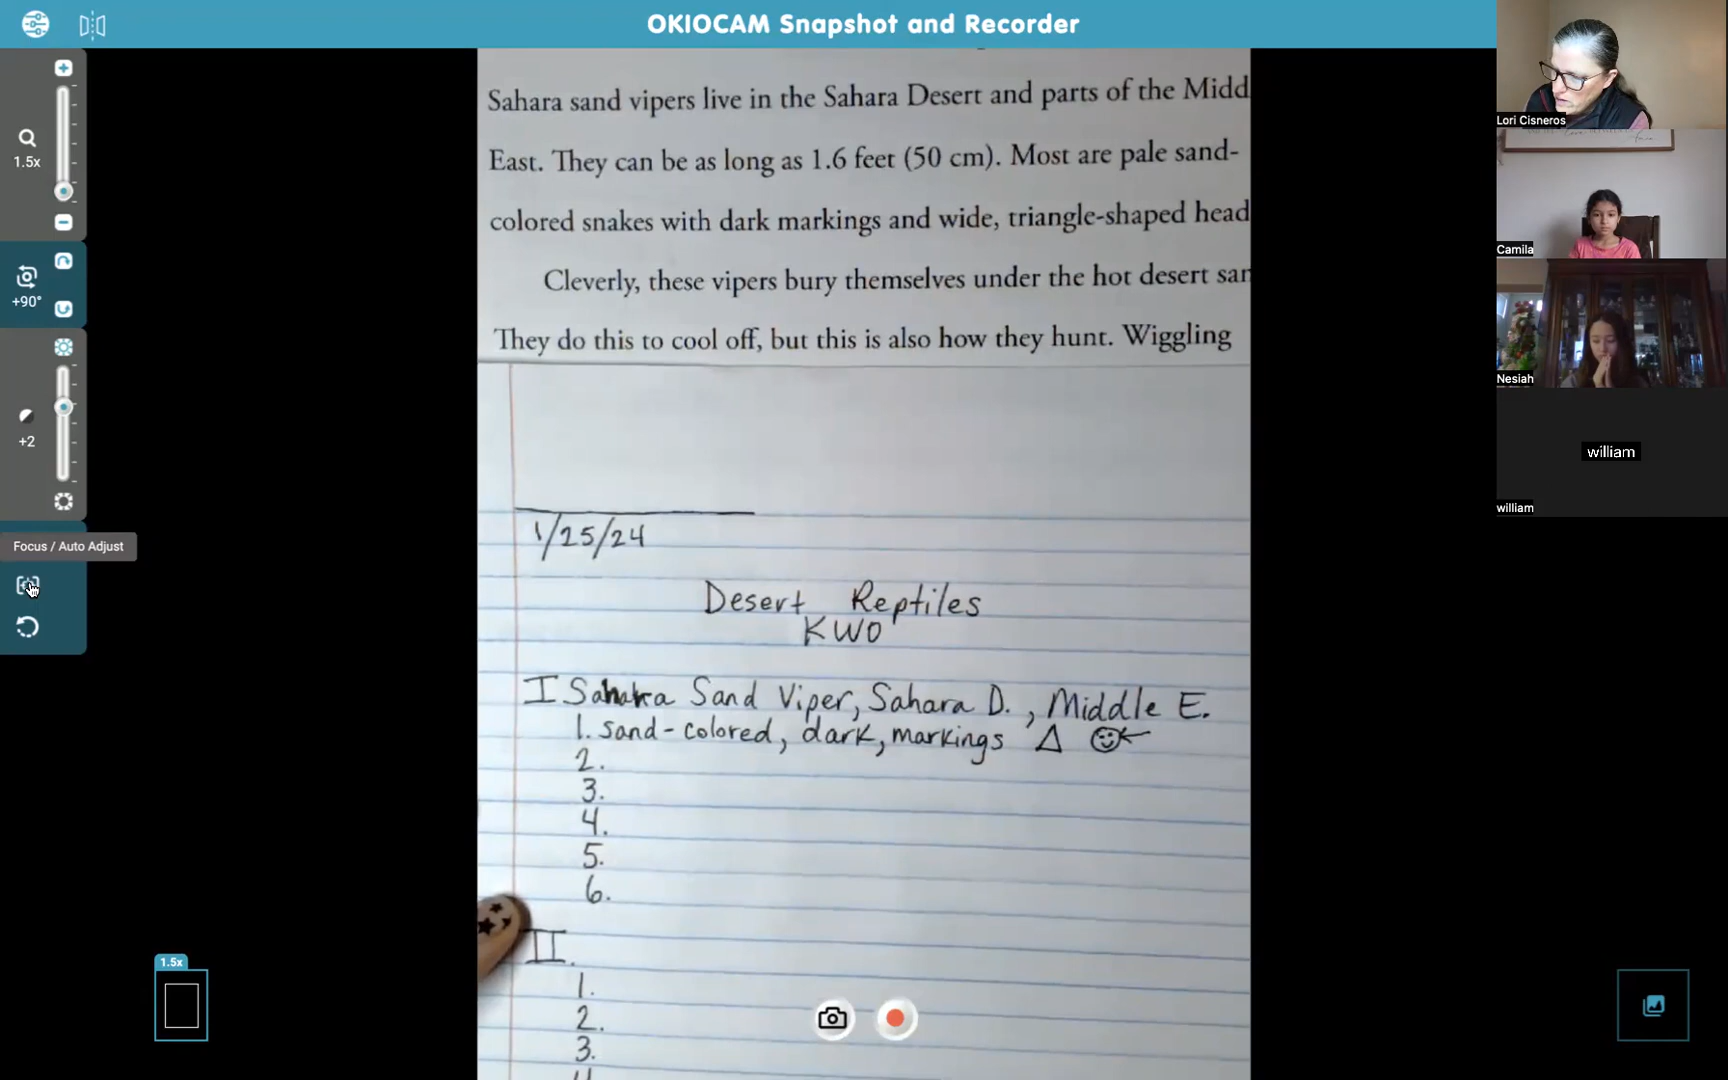 OKIOCAM Snapshot and Recorder
1.5x
+90°
+2
Focus / Auto Adjust
1.5x
Sahara sand vipers live in the Sahara Desert and parts of the Midd
East. They can be as long as 1.6 feet (50 cm). Most are pale sand-
colored snakes with dark markings and wide, triangle-shaped head
Cleverly, these vipers bury themselves under the hot desert san
They do this to cool off, but this is also how they hunt. Wiggling
1/25/24
Desert Reptiles
KWO
I Sahara Sand Viper, Sahara D., Middle E.
1. sand-colored, dark, markings
2.
3.
4.
5.
6.
II.
1.
2.
3.
Lori Cisneros
Camila
Nesiah
william
william